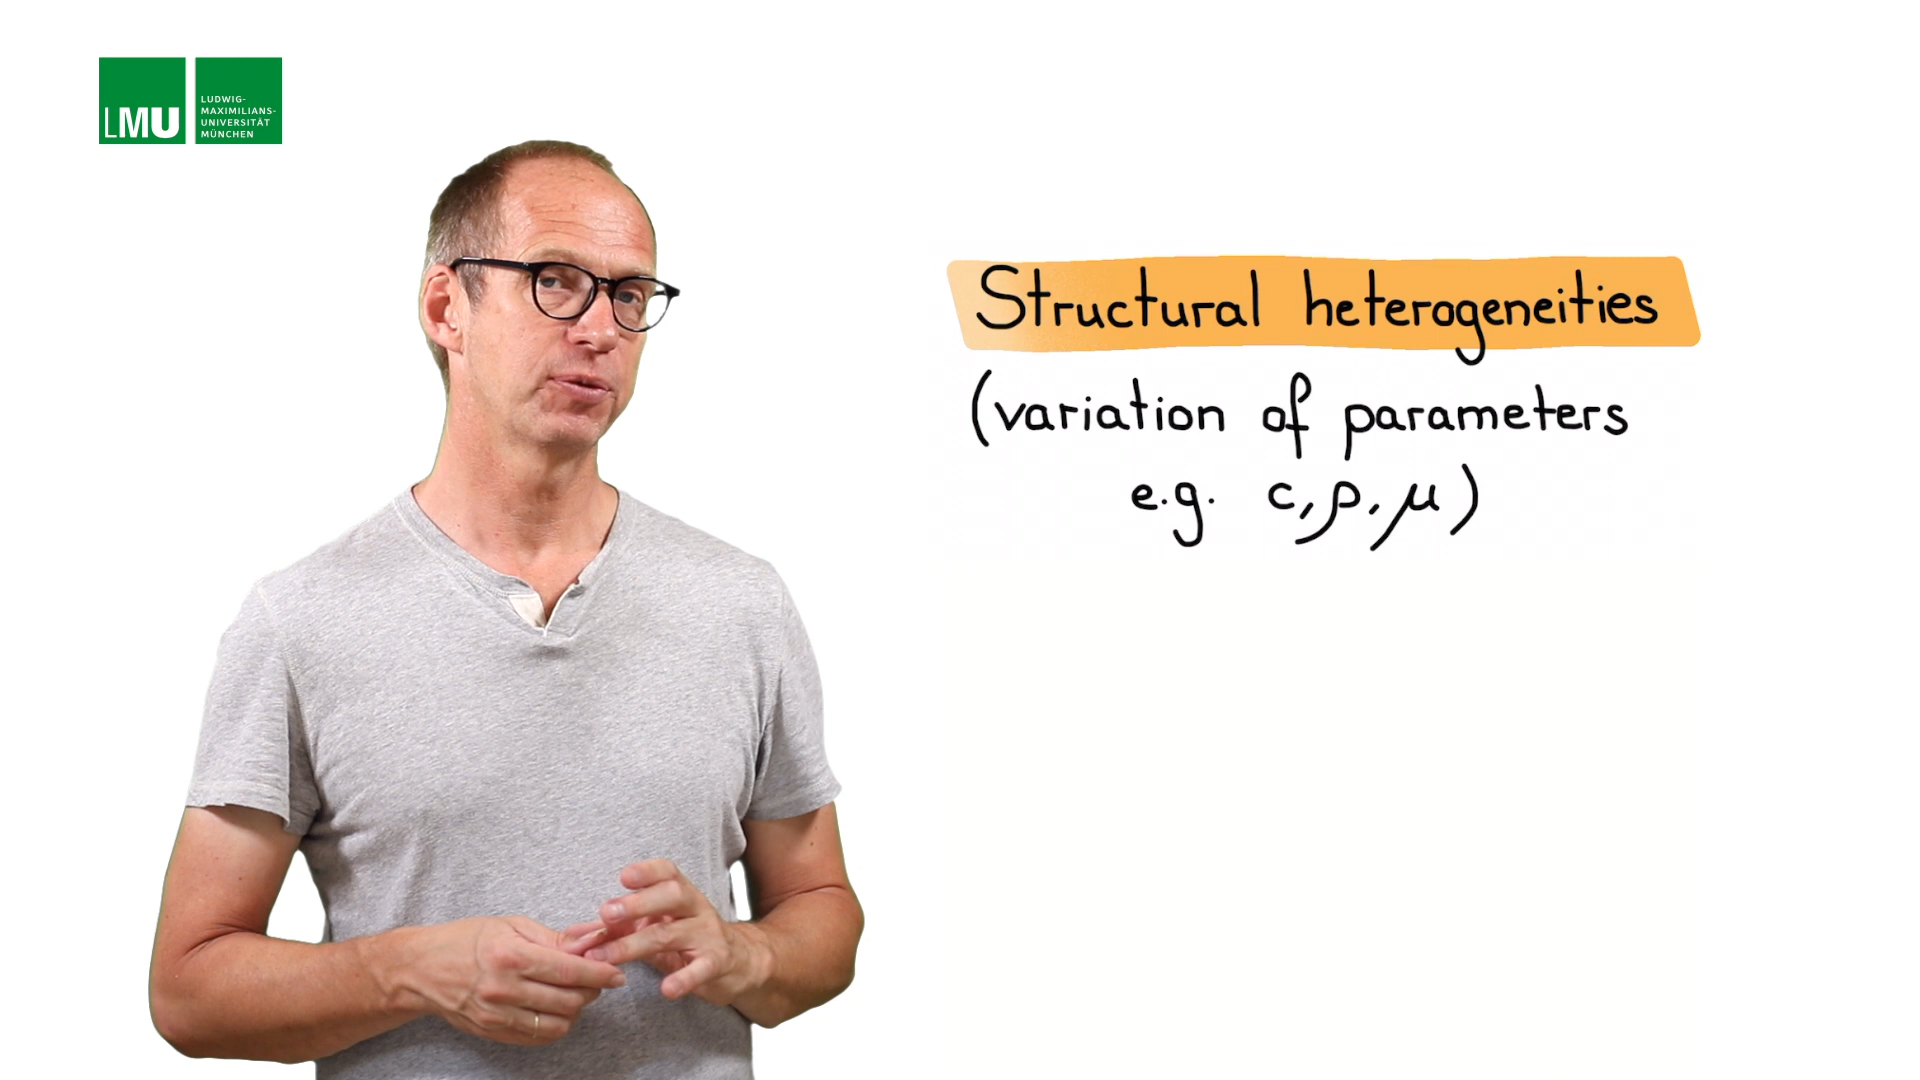 LMU
LUDWIG-
MAXIMILIANS-
UNIVERSITÄT
MÜNCHEN
Structural heterogeneities
(variation of parameters
e.g. c, ρ, μ)